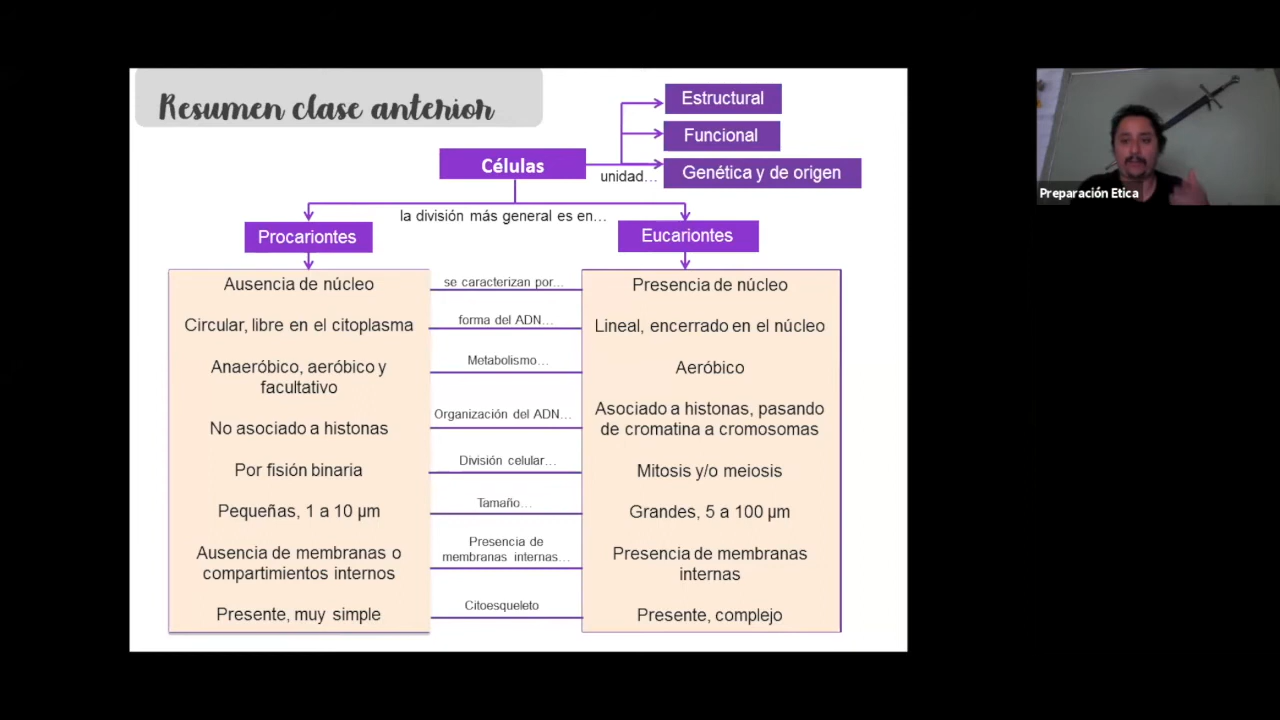 Resumen clase anterior
Estructural
Funcional
Genética y de origen
Células
unidad...
la división más general es en...
Procariontes
Eucariontes
Ausencia de núcleo
se caracterizan por...
Presencia de núcleo
Circular, libre en el citoplasma
forma del ADN...
Lineal, encerrado en el núcleo
Anaeróbico, aeróbico y
facultativo
Metabolismo...
Aeróbico
No asociado a histonas
Organización del ADN...
Asociado a histonas, pasando
de cromatina a cromosomas
Por fisión binaria
División celular...
Mitosis y/o meiosis
Pequeñas, 1 a 10 µm
Tamaño...
Grandes, 5 a 100 µm
Ausencia de membranas o
compartimientos internos
Presencia de
membranas internas...
Presencia de membranas
internas
Presente, muy simple
Citoesqueleto
Presente, complejo
Preparación Etica